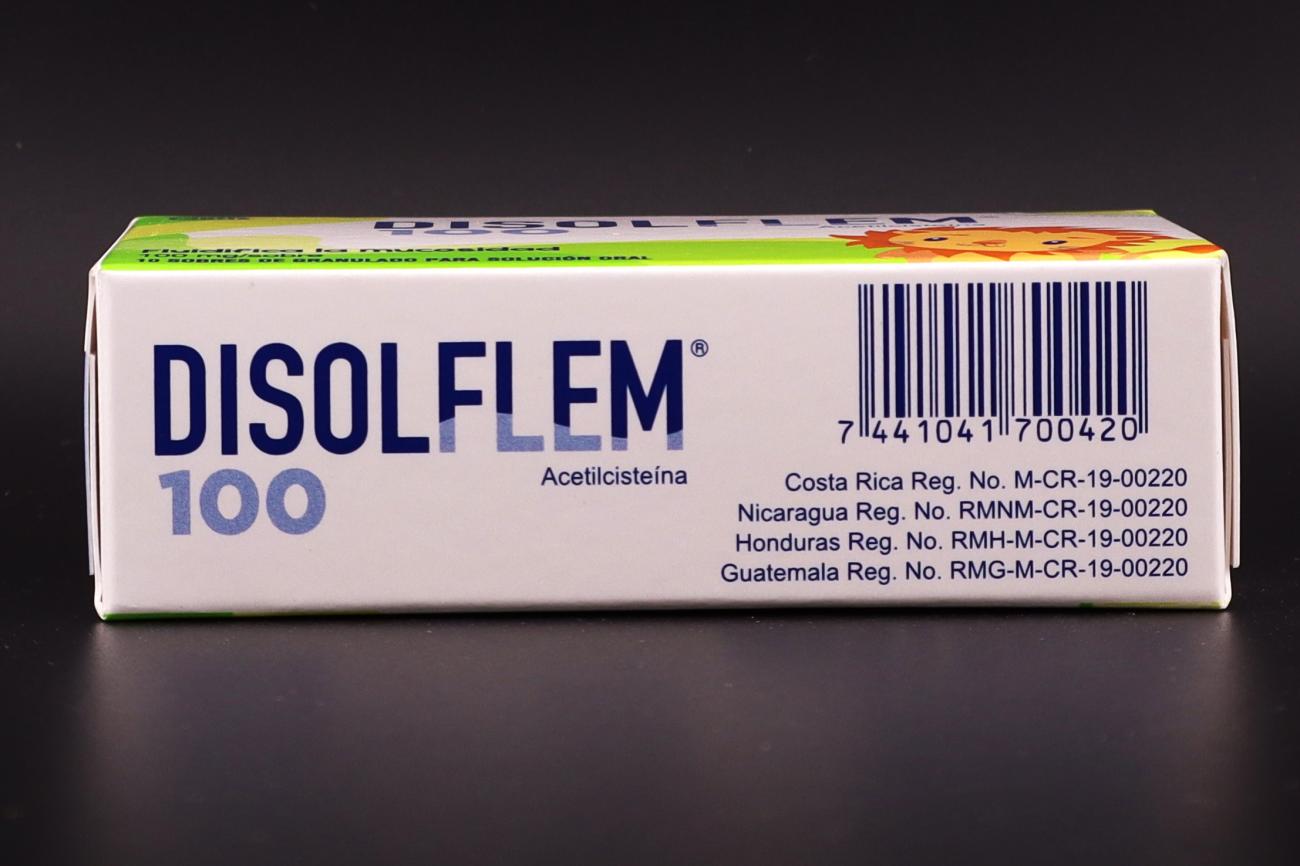 DISOLFLEM
100
Acetilcisteína
Fluidifica la mucosidad
100 mg/sobre
10 SOBRES DE GRANULADO PARA SOLUCIÓN ORAL
DISOLFLEM®
100
Acetilcisteína
7 441041 700420
Costa Rica Reg. No. M-CR-19-00220
Nicaragua Reg. No. RMNM-CR-19-00220
Honduras Reg. No. RMH-M-CR-19-00220
Guatemala Reg. No. RMG-M-CR-19-00220